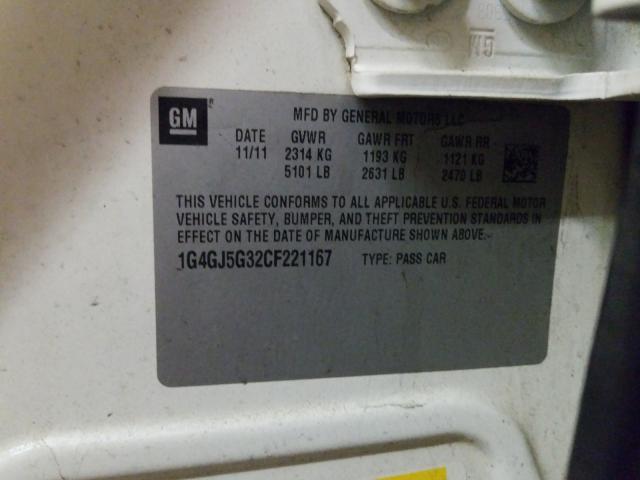 GM
MFD BY GENERAL MOTORS LLC
DATE GVWR GAWR FRT GAWR RR
11/11 2314 KG 1193 KG 1121 KG
5101 LB 2631 LB 2470 LB
THIS VEHICLE CONFORMS TO ALL APPLICABLE U.S. FEDERAL MOTOR
VEHICLE SAFETY, BUMPER, AND THEFT PREVENTION STANDARDS IN
EFFECT ON THE DATE OF MANUFACTURE SHOWN ABOVE.
1G4GJ5G32CF221167 TYPE: PASS CAR